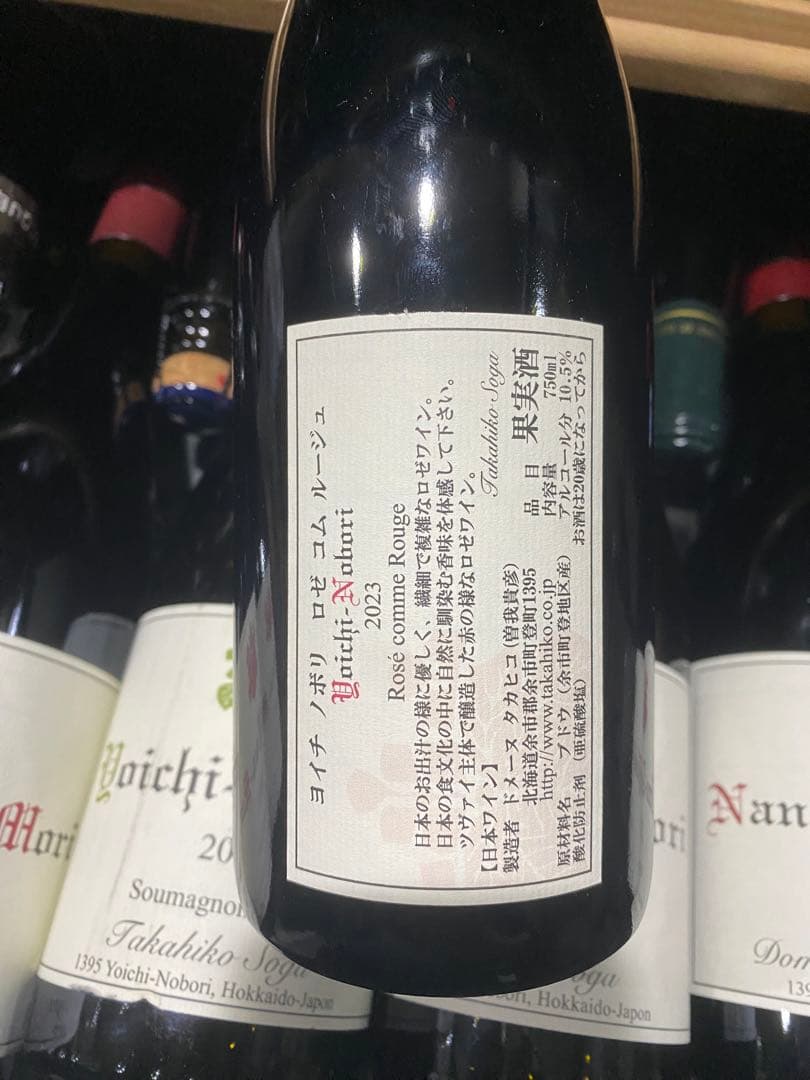 ヨイチ ノボリ ロゼ コム ルージュ
Yoichi-Nobori
2023
Rosé comme Rouge
日本のお出汁の様に優しく、繊細で複雑なロゼワイン。
日本の食文化の中に自然に馴染む香味を体感して下さい。
ツヴァイ主体で醸造した赤の様なロゼワイン。
Takahiko Soga
【日本ワイン】
製造者 ドメーヌ タカヒコ (曽我貴彦)
北海道余市郡余市町登町1395
http://www.takahiko.co.jp
原材料名 ブドウ (余市町登地区産)
酸化防止剤 (亜硫酸塩)
品目 果実酒
内容量 750ml
アルコール分 10.5%
お酒は20歳になってから
Mori
Yoichi-
20
Soumagnon
Takahiko Soga
1395 Yoichi-Nobori, Hokkaido-Japon
ori
Soga
bori, Hokkaido-Japon
Nan
Dom
139